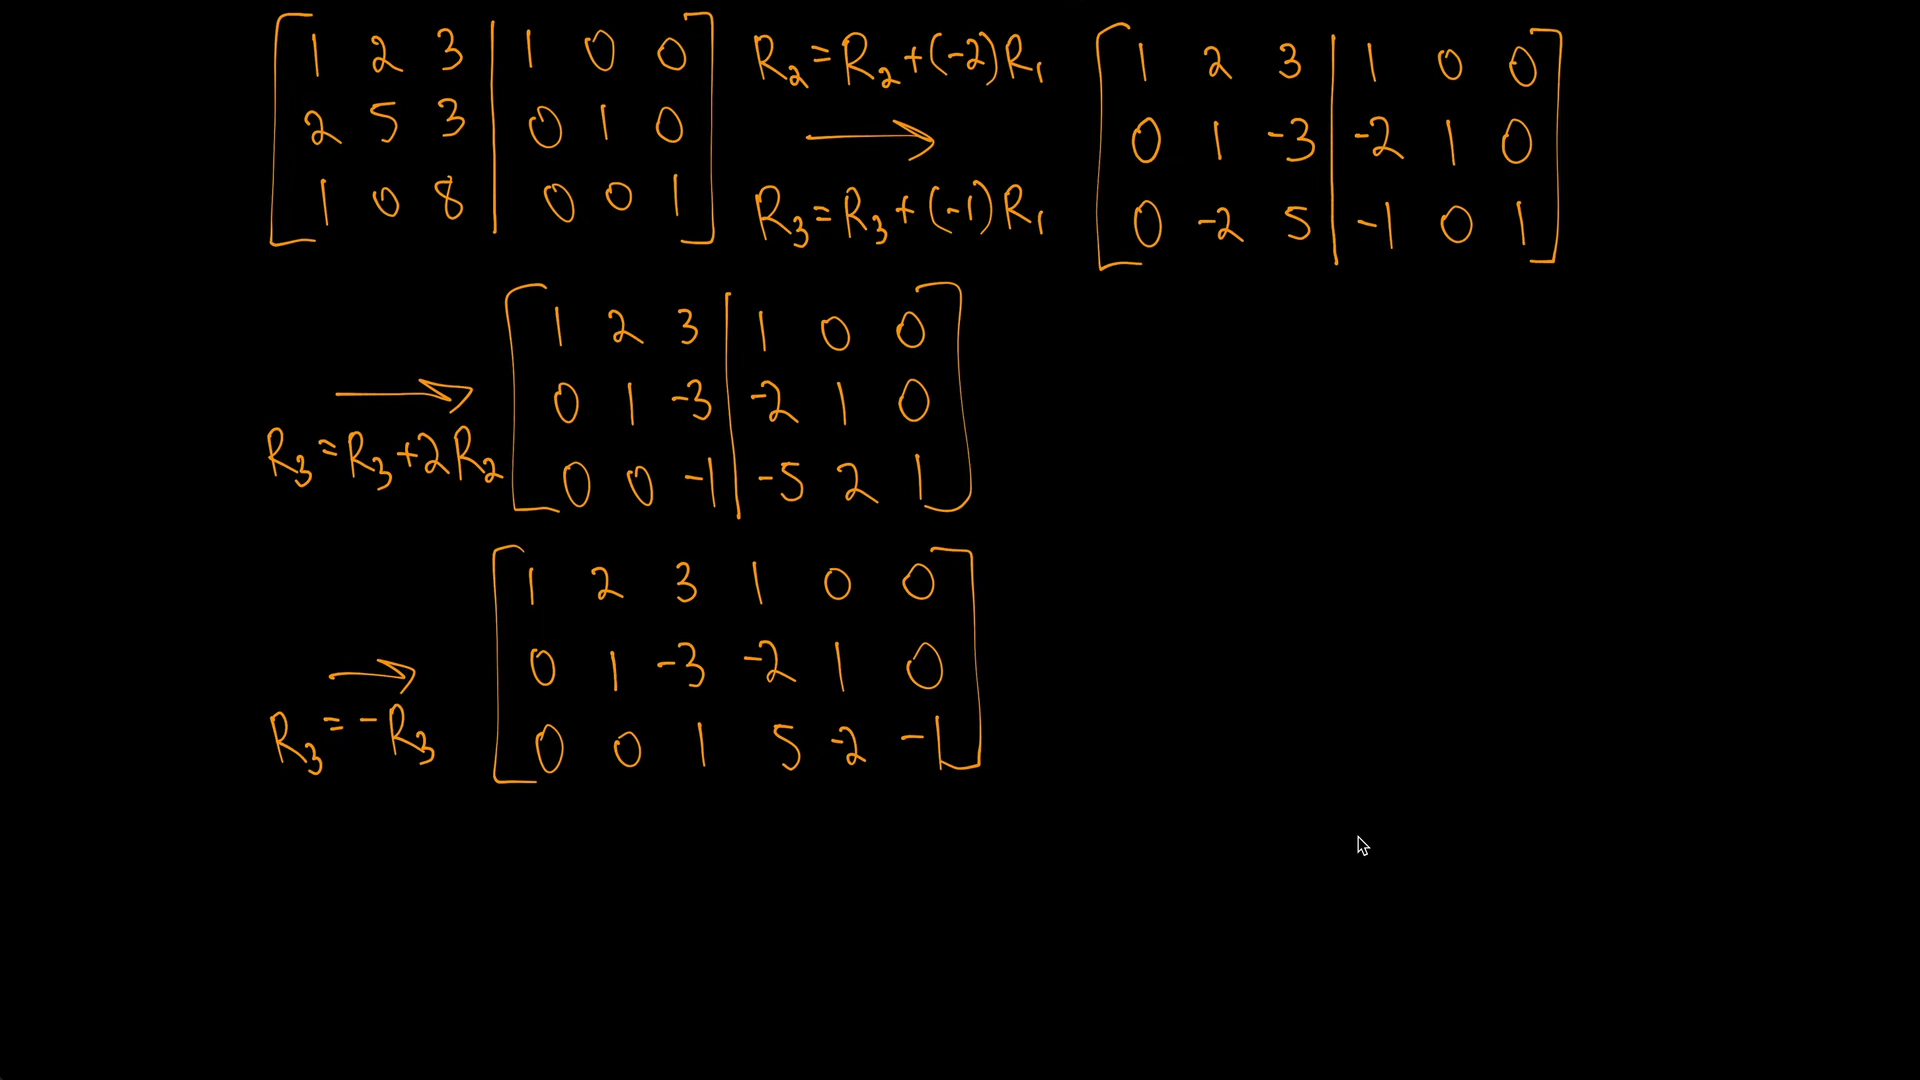 1 2 3 | 1 0 0 R₂ = R₂ + (-2)R₁ 1 2 3 | 1 0 0
2 5 3 | 0 1 0 ⟶ 0 1 -3 | -2 1 0
1 0 8 | 0 0 1 R₃ = R₃ + (-1)R₁ 0 -2 5 | -1 0 1
1 2 3 | 1 0 0
⟶ 0 1 -3 | -2 1 0
R₃ = R₃ + 2R₂ 0 0 -1 | -5 2 1
1 2 3 1 0 0
⟶ 0 1 -3 -2 1 0
R₃ = -R₃ 0 0 1 5 -2 -1